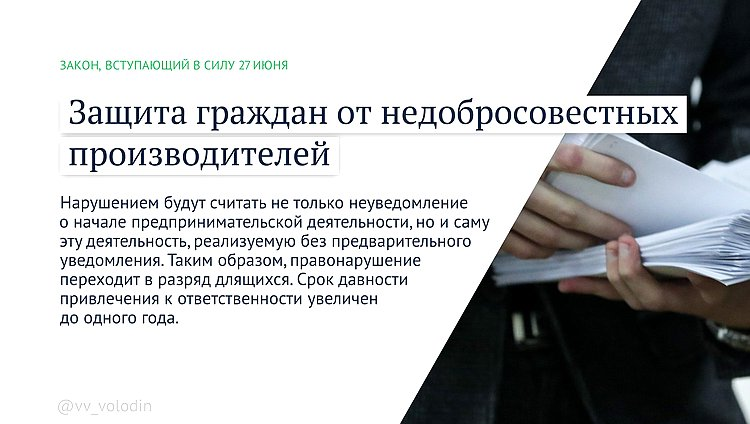 ЗАКОН, ВСТУПАЮЩИЙ В СИЛУ 27 ИЮНЯ
Защита граждан от недобросовестных
производителей
Нарушением будут считать не только неуведомление
о начале предпринимательской деятельности, но и саму
эту деятельность, реализуемую без предварительного
уведомления. Таким образом, правонарушение
переходит в разряд длящихся. Срок давности
привлечения к ответственности увеличен
до одного года.
@vv_volodin